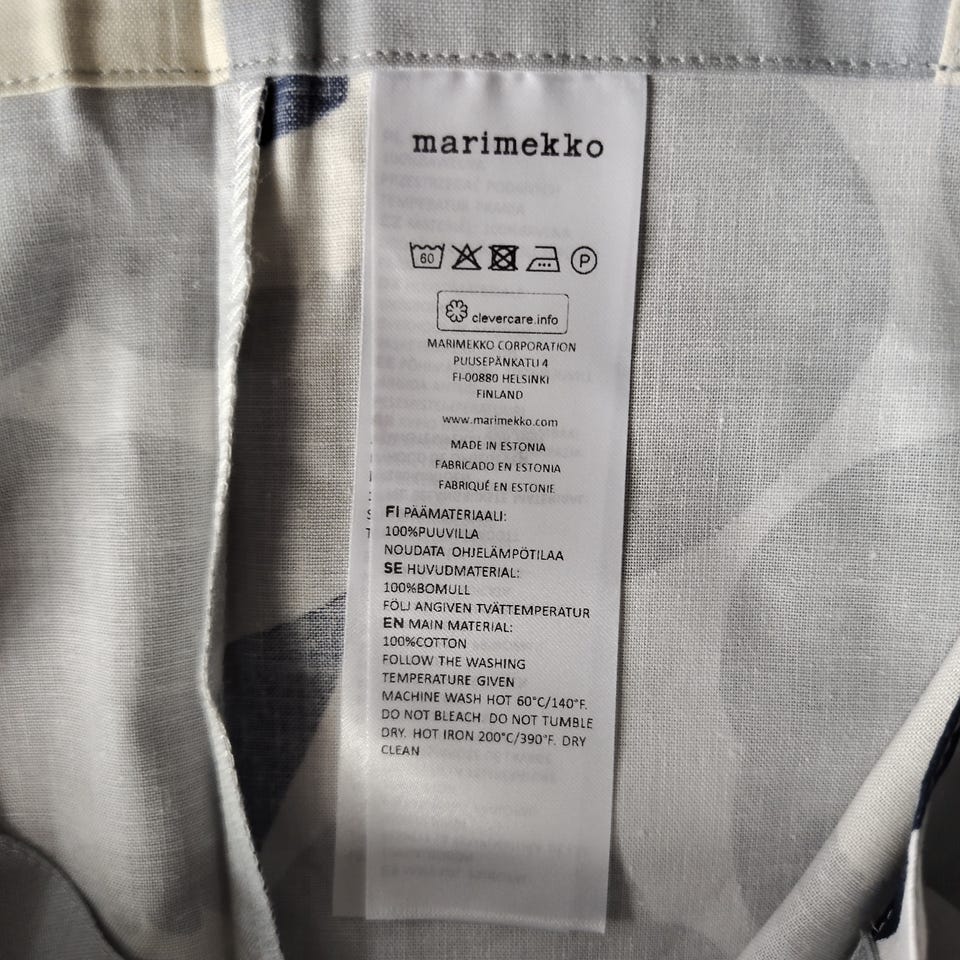 marimekko
60 P
clevercare.info
MARIMEKKO CORPORATION
PUUSEPÄNKATU 4
FI-00880 HELSINKI
FINLAND
www.marimekko.com
MADE IN ESTONIA
FABRICADO EN ESTONIA
FABRIQUÉ EN ESTONIE
FI PÄÄMATERIAALI:
100%PUUVILLA
NOUDATA OHJELÄMPÖTILAA
SE HUVUDMATERIAL:
100%BOMULL
FÖLJ ANGIVEN TVÄTTEMPERATUR
EN MAIN MATERIAL:
100%COTTON
FOLLOW THE WASHING
TEMPERATURE GIVEN
MACHINE WASH HOT 60°C/140°F.
DO NOT BLEACH. DO NOT TUMBLE
DRY. HOT IRON 200°C/390°F. DRY
CLEAN